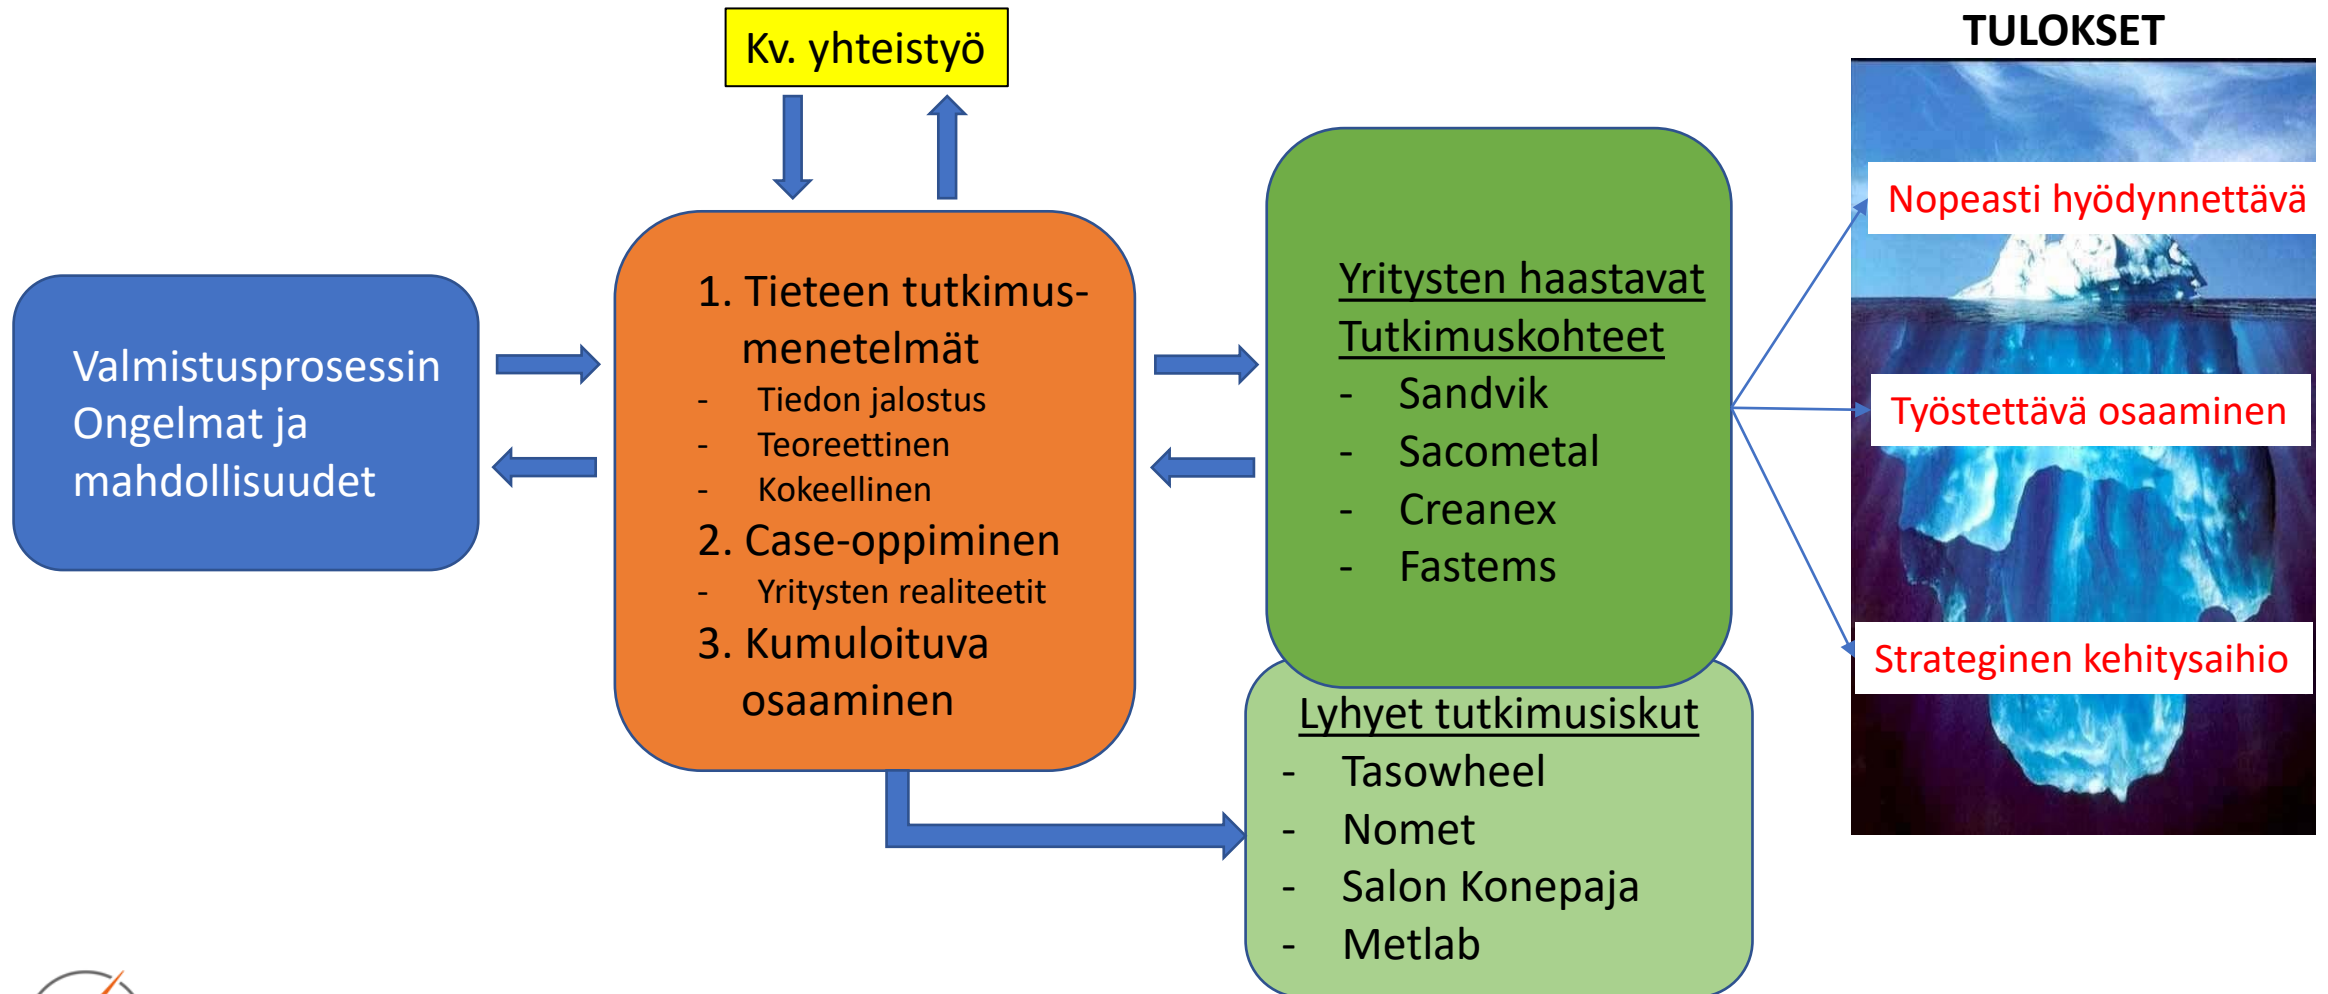 Kv. yhteistyö
TULOKSET
Valmistusprosessin
Ongelmat ja
mahdollisuudet
1. Tieteen tutkimus-
menetelmät
- Tiedon jalostus
- Teoreettinen
- Kokeellinen
2. Case-oppiminen
- Yritysten realiteetit
3. Kumuloituva
osaaminen
Yritysten haastavat
Tutkimuskohteet
- Sandvik
- Sacometal
- Creanex
- Fastems
Lyhyet tutkimusiskut
- Tasowheel
- Nomet
- Salon Konepaja
- Metlab
Nopeasti hyödynnettävä
Työstettävä osaaminen
Strateginen kehitysaihio